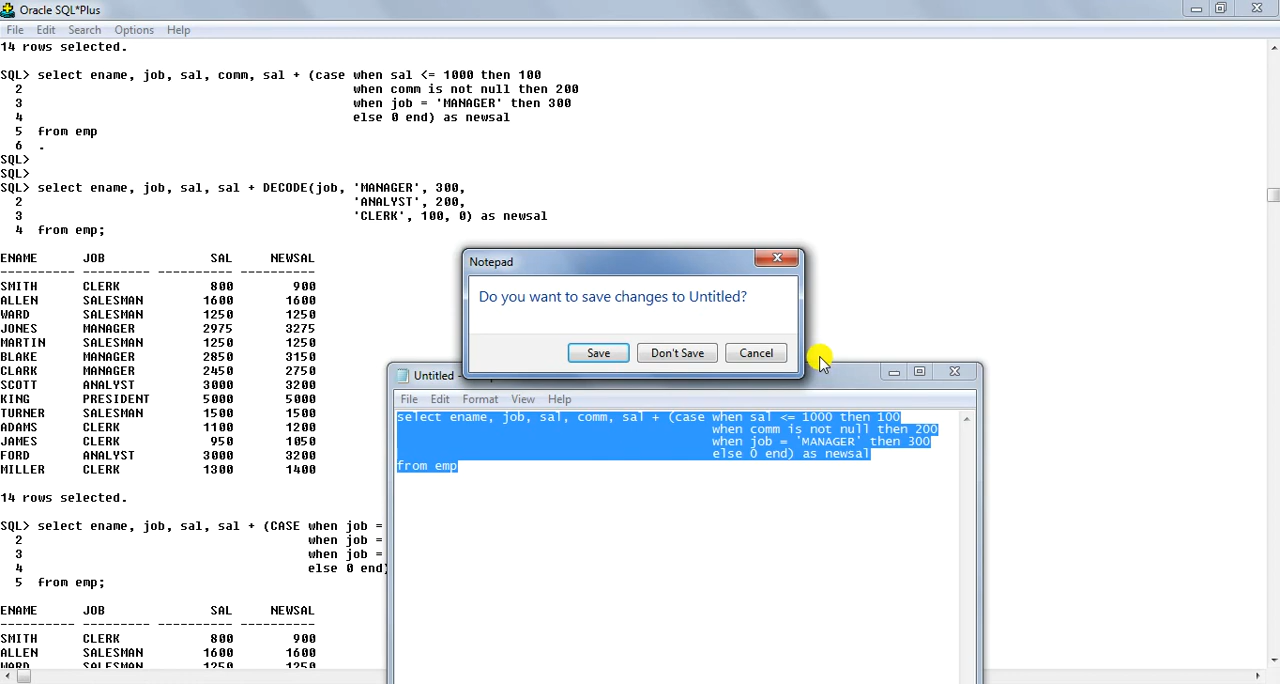 Oracle SQL*Plus
File Edit Search Options Help
14 rows selected.
SQL> select ename, job, sal, comm, sal + (case when sal <= 1000 then 100
2 when comm is not null then 200
3 when job = 'MANAGER' then 300
4 else 0 end) as newsal
5 from emp
6 .
SQL>
SQL>
SQL> select ename, job, sal, sal + DECODE(job, 'MANAGER', 300,
2 'ANALYST', 200,
3 'CLERK', 100, 0) as newsal
4 from emp;
ENAME JOB SAL NEWSAL
---------- --------- ---------- ----------
SMITH CLERK 800 900
ALLEN SALESMAN 1600 1600
WARD SALESMAN 1250 1250
JONES MANAGER 2975 3275
MARTIN SALESMAN 1250 1250
BLAKE MANAGER 2850 3150
CLARK MANAGER 2450 2750
SCOTT ANALYST 3000 3200
KING PRESIDENT 5000 5000
TURNER SALESMAN 1500 1500
ADAMS CLERK 1100 1200
JAMES CLERK 950 1050
FORD ANALYST 3000 3200
MILLER CLERK 1300 1400
14 rows selected.
SQL> select ename, job, sal, sal + (CASE when job =
2 when job =
3 when job =
4 else 0 end)
5 from emp;
ENAME JOB SAL NEWSAL
---------- --------- ---------- ----------
SMITH CLERK 800 900
ALLEN SALESMAN 1600 1600
WARD SALESMAN 1250 1250
Notepad
Do you want to save changes to Untitled?
Save Don't Save Cancel
Untitled -
File Edit Format View Help
select ename, job, sal, comm, sal + (case when sal <= 1000 then 100
when comm is not null then 200
when job = 'MANAGER' then 300
else 0 end) as newsal
from emp